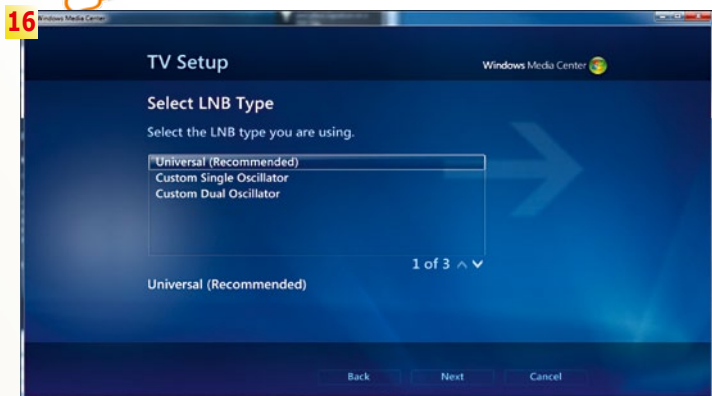 16
Windows Media Center
TV Setup
Windows Media Center
Select LNB Type
Select the LNB type you are using.
Universal (Recommended)
Custom Single Oscillator
Custom Dual Oscillator
1 of 3
Universal (Recommended)
Back Next Cancel